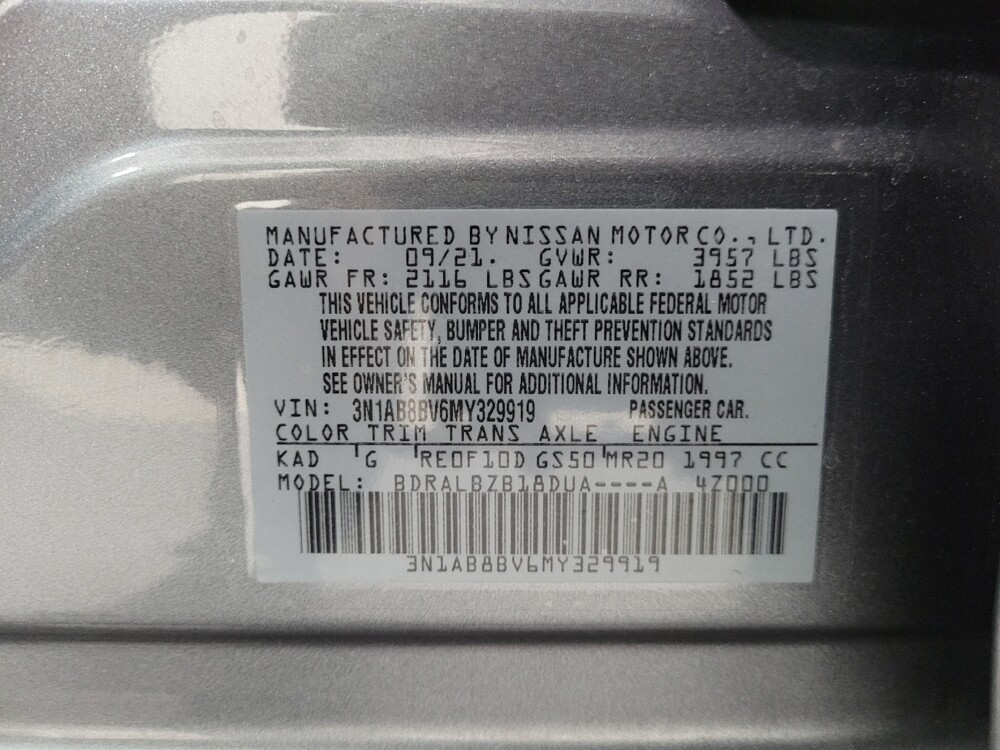 MANUFACTURED BY NISSAN MOTOR CO., LTD.
DATE: 09/21. GVWR: 3957 LBS
GAWR FR: 2116 LBS GAWR RR: 1852 LBS
THIS VEHICLE CONFORMS TO ALL APPLICABLE FEDERAL MOTOR
VEHICLE SAFETY, BUMPER AND THEFT PREVENTION STANDARDS
IN EFFECT ON THE DATE OF MANUFACTURE SHOWN ABOVE.
SEE OWNER'S MANUAL FOR ADDITIONAL INFORMATION.
VIN: 3N1AB8BV6MY329919 PASSENGER CAR.
COLOR TRIM TRANS AXLE ENGINE
KAD G RE0F10D GS50 MR20 1997 CC
MODEL: BDRALBZB18DUA----A 4Z000
3N1AB8BV6MY329919